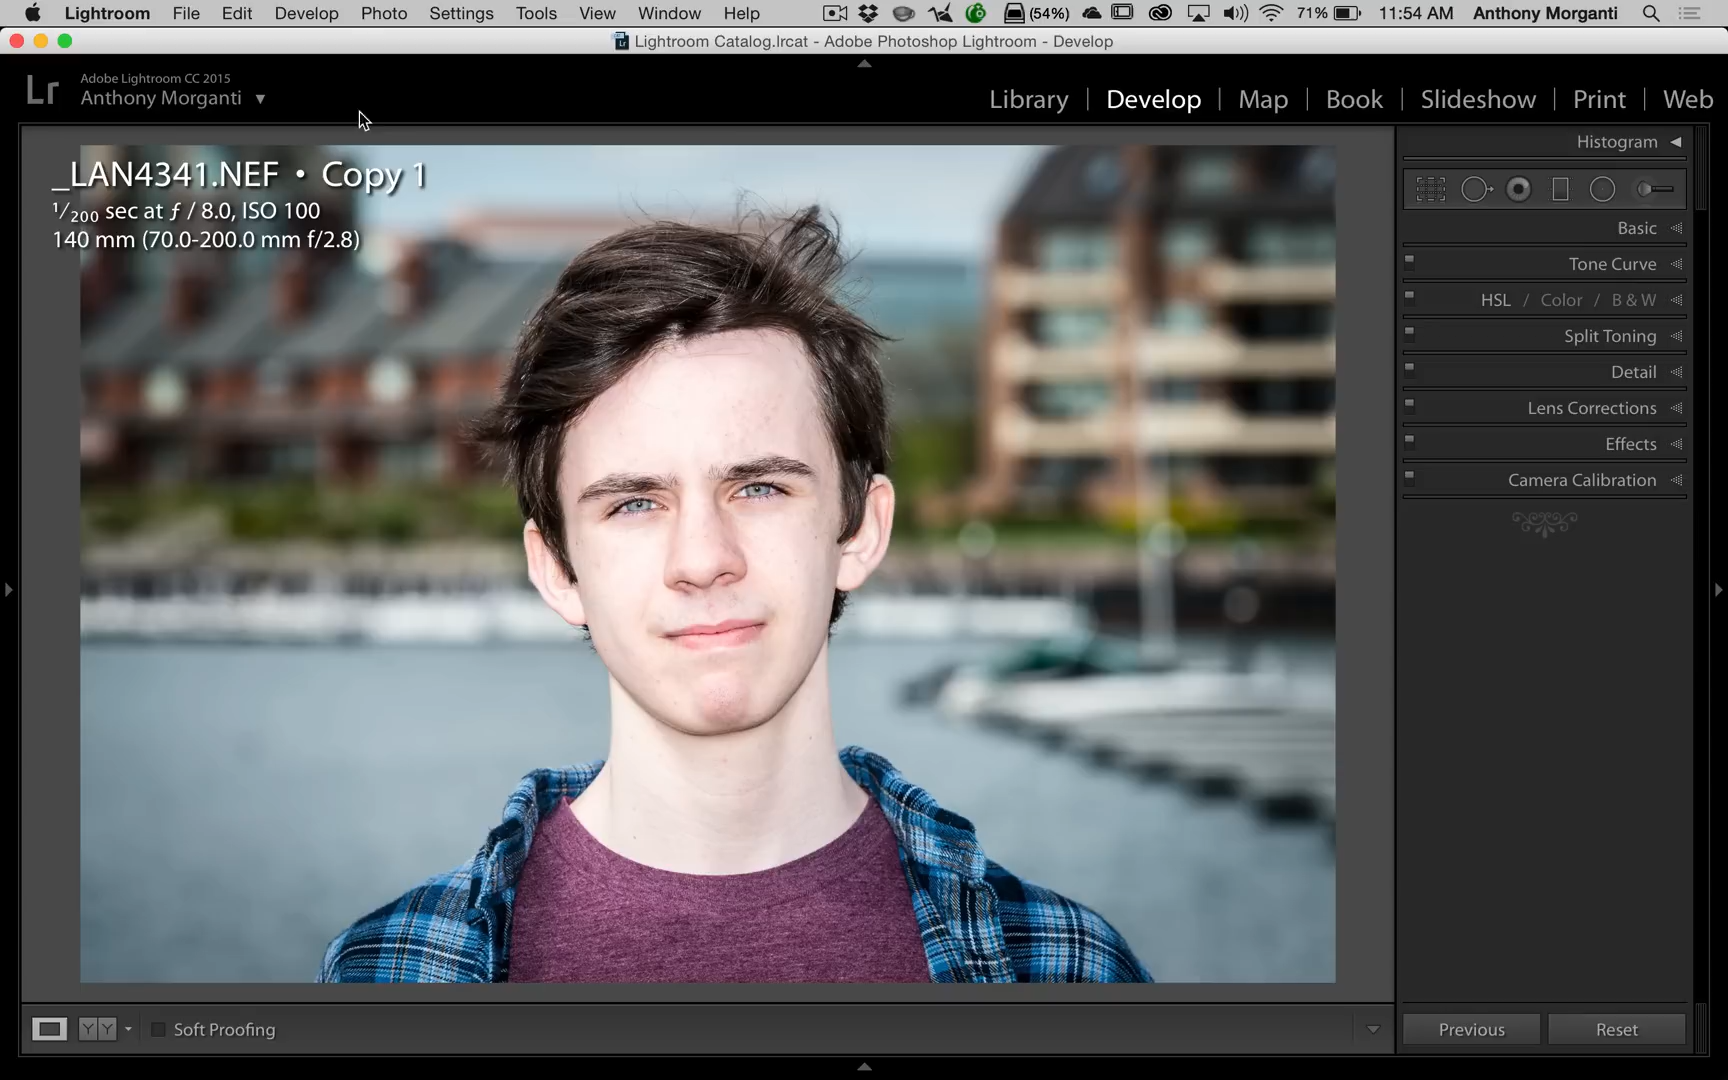 Lightroom File Edit Develop Photo Settings Tools View Window Help (54%) 71% 11:54 AM Anthony Morganti
Lightroom Catalog.lrcat - Adobe Photoshop Lightroom - Develop
Lr
Adobe Lightroom CC 2015
Anthony Morganti
Library | Develop | Map | Book | Slideshow | Print | Web
_LAN4341.NEF • Copy 1
1/200 sec at ƒ / 8.0, ISO 100
140 mm (70.0-200.0 mm f/2.8)
Histogram
Basic
Tone Curve
HSL / Color / B & W
Split Toning
Detail
Lens Corrections
Effects
Camera Calibration
Y Y Soft Proofing
Previous Reset